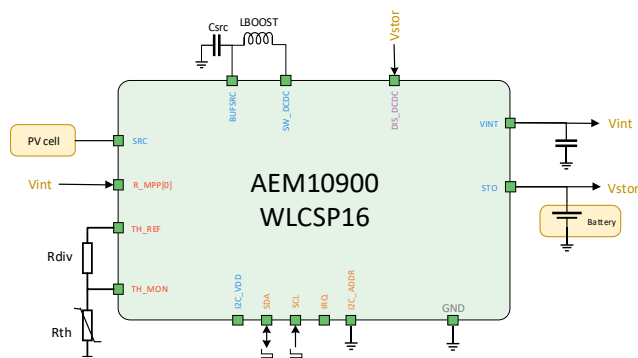 Csrc
LBOOST
Vstor
BUFSRC
SW_DCDC
DIS_DCDC
PV cell
SRC
VINT
Vint
Vint
R_MPP[0]
AEM10900
WLCSP16
STO
Vstor
TH_REF
Battery
Rdiv
TH_MON
Rth
I2C_VDD
SDA
SCL
IRQ
I2C_ADDR
GND